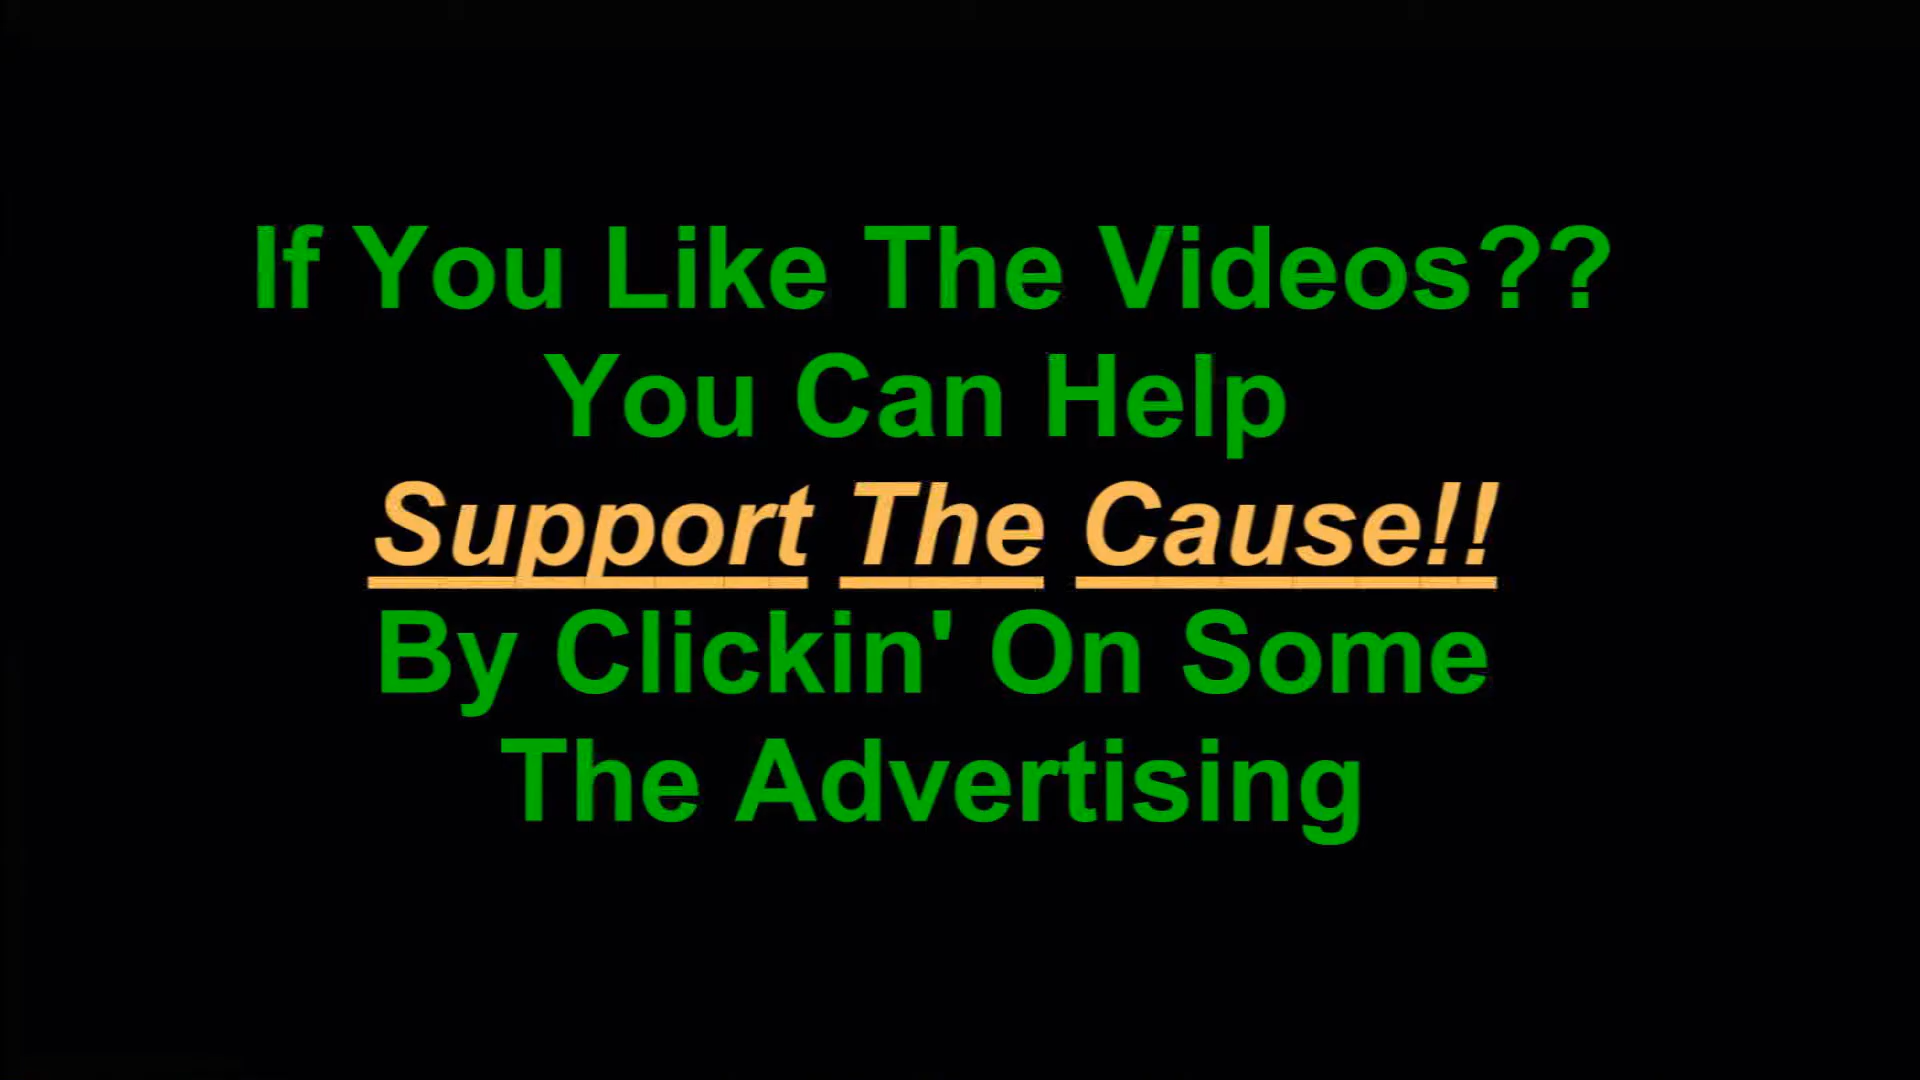 If You Like The Videos??
You Can Help
Support The Cause!!
By Clickin' On Some
The Advertising